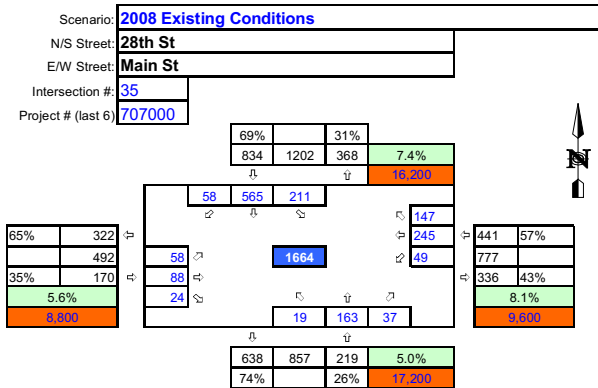 Scenario: 2008 Existing Conditions
N/S Street: 28th St
E/W Street: Main St
Intersection #: 35
Project # (last 6) 707000
69% 31%
834 1202 368 7.4%
⇩ ⇧ 16,200
N
58 565 211
147
65% 322 ⇦ 245 ⇦ 441 57%
492 58 1664 49 777
35% 170 ⇨ 88 ⇨ ⇨ 336 43%
5.6% 24 8.1%
8,800 19 163 37 9,600
⇩ ⇧
638 857 219 5.0%
74% 26% 17,200